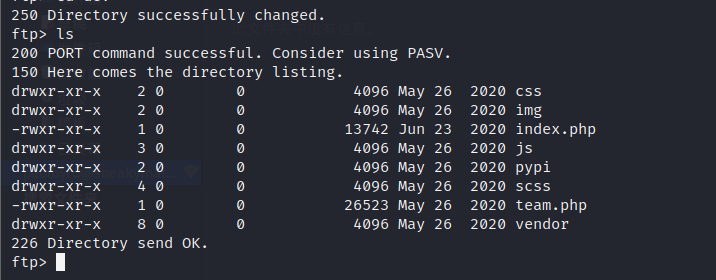 250 Directory successfully changed.
ftp> ls
200 PORT command successful. Consider using PASV.
150 Here comes the directory listing.
drwxr-xr-x    2 0        0            4096 May 26  2020 css
drwxr-xr-x    2 0        0            4096 May 26  2020 img
-rwxr-xr-x    1 0        0           13742 Jun 23  2020 index.php
drwxr-xr-x    3 0        0            4096 May 26  2020 js
drwxr-xr-x    2 0        0            4096 May 26  2020 pypi
drwxr-xr-x    4 0        0            4096 May 26  2020 scss
-rwxr-xr-x    1 0        0           26523 May 26  2020 team.php
drwxr-xr-x    8 0        0            4096 May 26  2020 vendor
226 Directory send OK.
ftp>